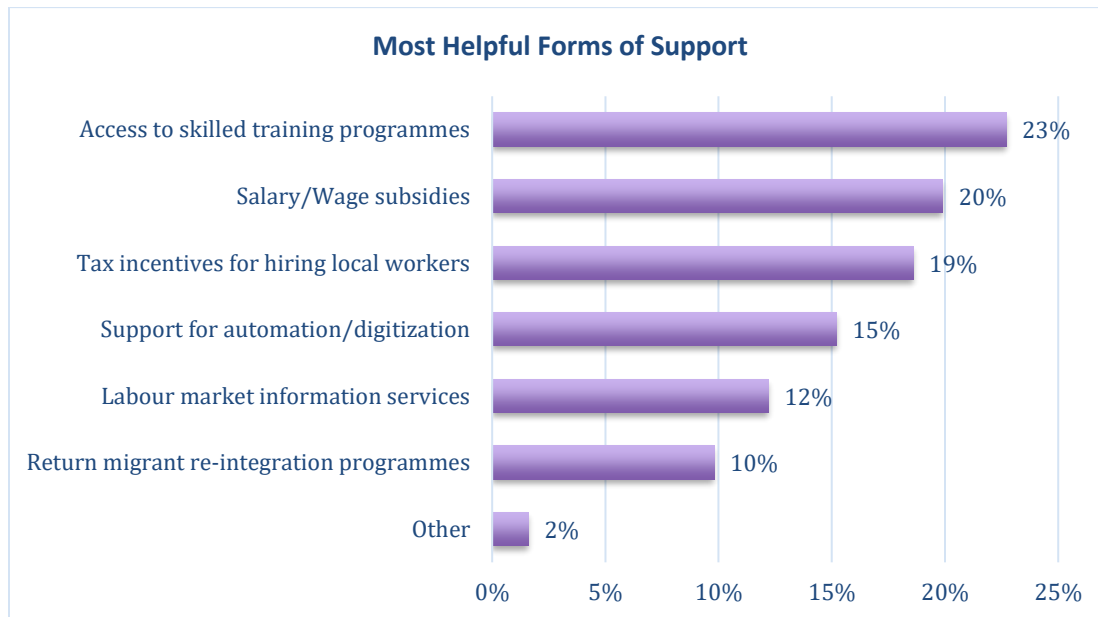 Most Helpful Forms of Support
Access to skilled training programmes 23%
Salary/Wage subsidies 20%
Tax incentives for hiring local workers 19%
Support for automation/digitization 15%
Labour market information services 12%
Return migrant re-integration programmes 10%
Other 2%
0% 5% 10% 15% 20% 25%